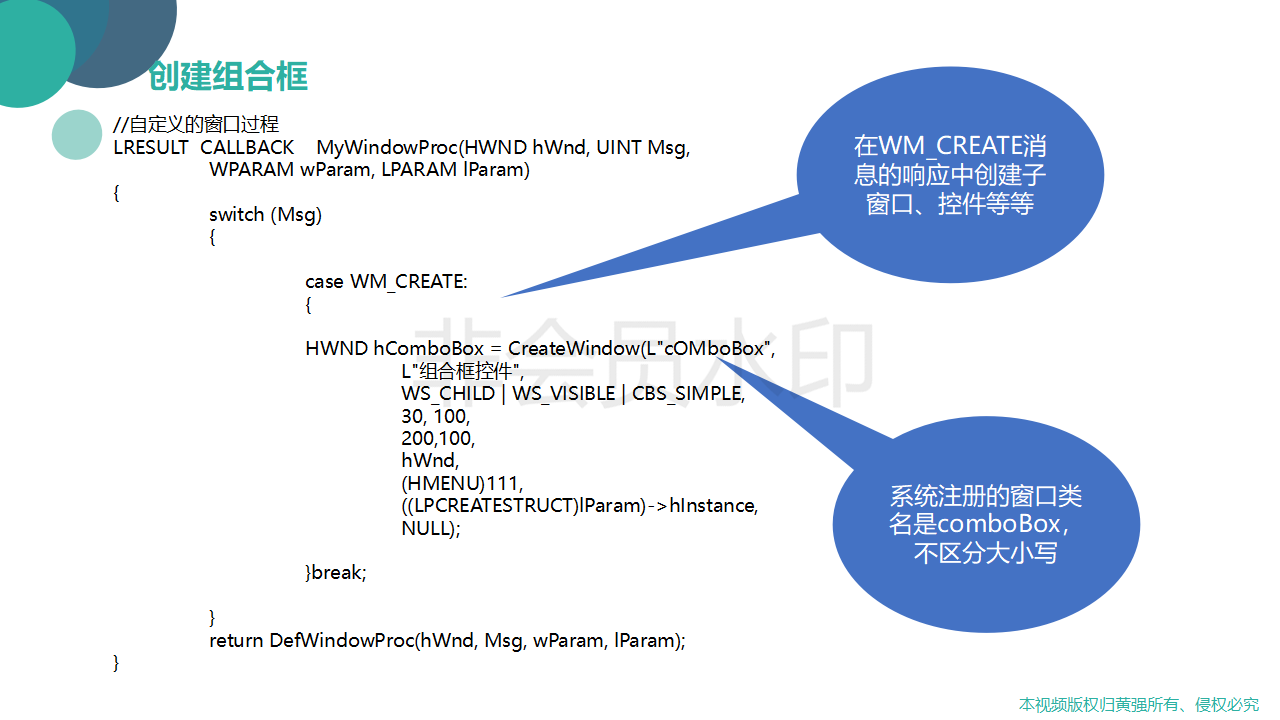 创建组合框
//自定义的窗口过程
LRESULT CALLBACK MyWindowProc(HWND hWnd, UINT Msg,
WPARAM wParam, LPARAM lParam)
{
switch (Msg)
{
case WM_CREATE:
{
HWND hComboBox = CreateWindow(L"cOMboBox",
L"组合框控件",
WS_CHILD | WS_VISIBLE | CBS_SIMPLE,
30, 100,
200,100,
hWnd,
(HMENU)111,
((LPCREATESTRUCT)lParam)->hInstance,
NULL);
}break;
}
return DefWindowProc(hWnd, Msg, wParam, lParam);
}
在WM_CREATE消
息的响应中创建子
窗口、控件等等
系统注册的窗口类
名是comboBox，
不区分大小写
非会员水印
本视频版权归黄强所有、侵权必究